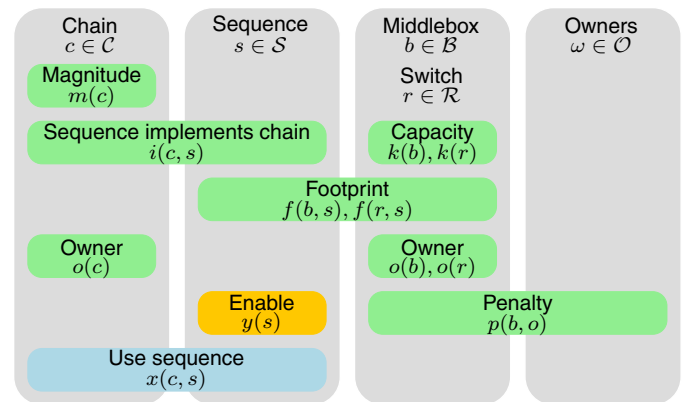 Chain Sequence Middlebox Owners
c ∈ 𝒞 s ∈ 𝒮 b ∈ ℬ ω ∈ 𝒪
Magnitude Switch
m(c) r ∈ ℛ
Sequence implements chain Capacity
i(c, s) k(b), k(r)
Footprint
f(b, s), f(r, s)
Owner Owner
o(c) o(b), o(r)
Enable Penalty
y(s) p(b, o)
Use sequence
x(c, s)